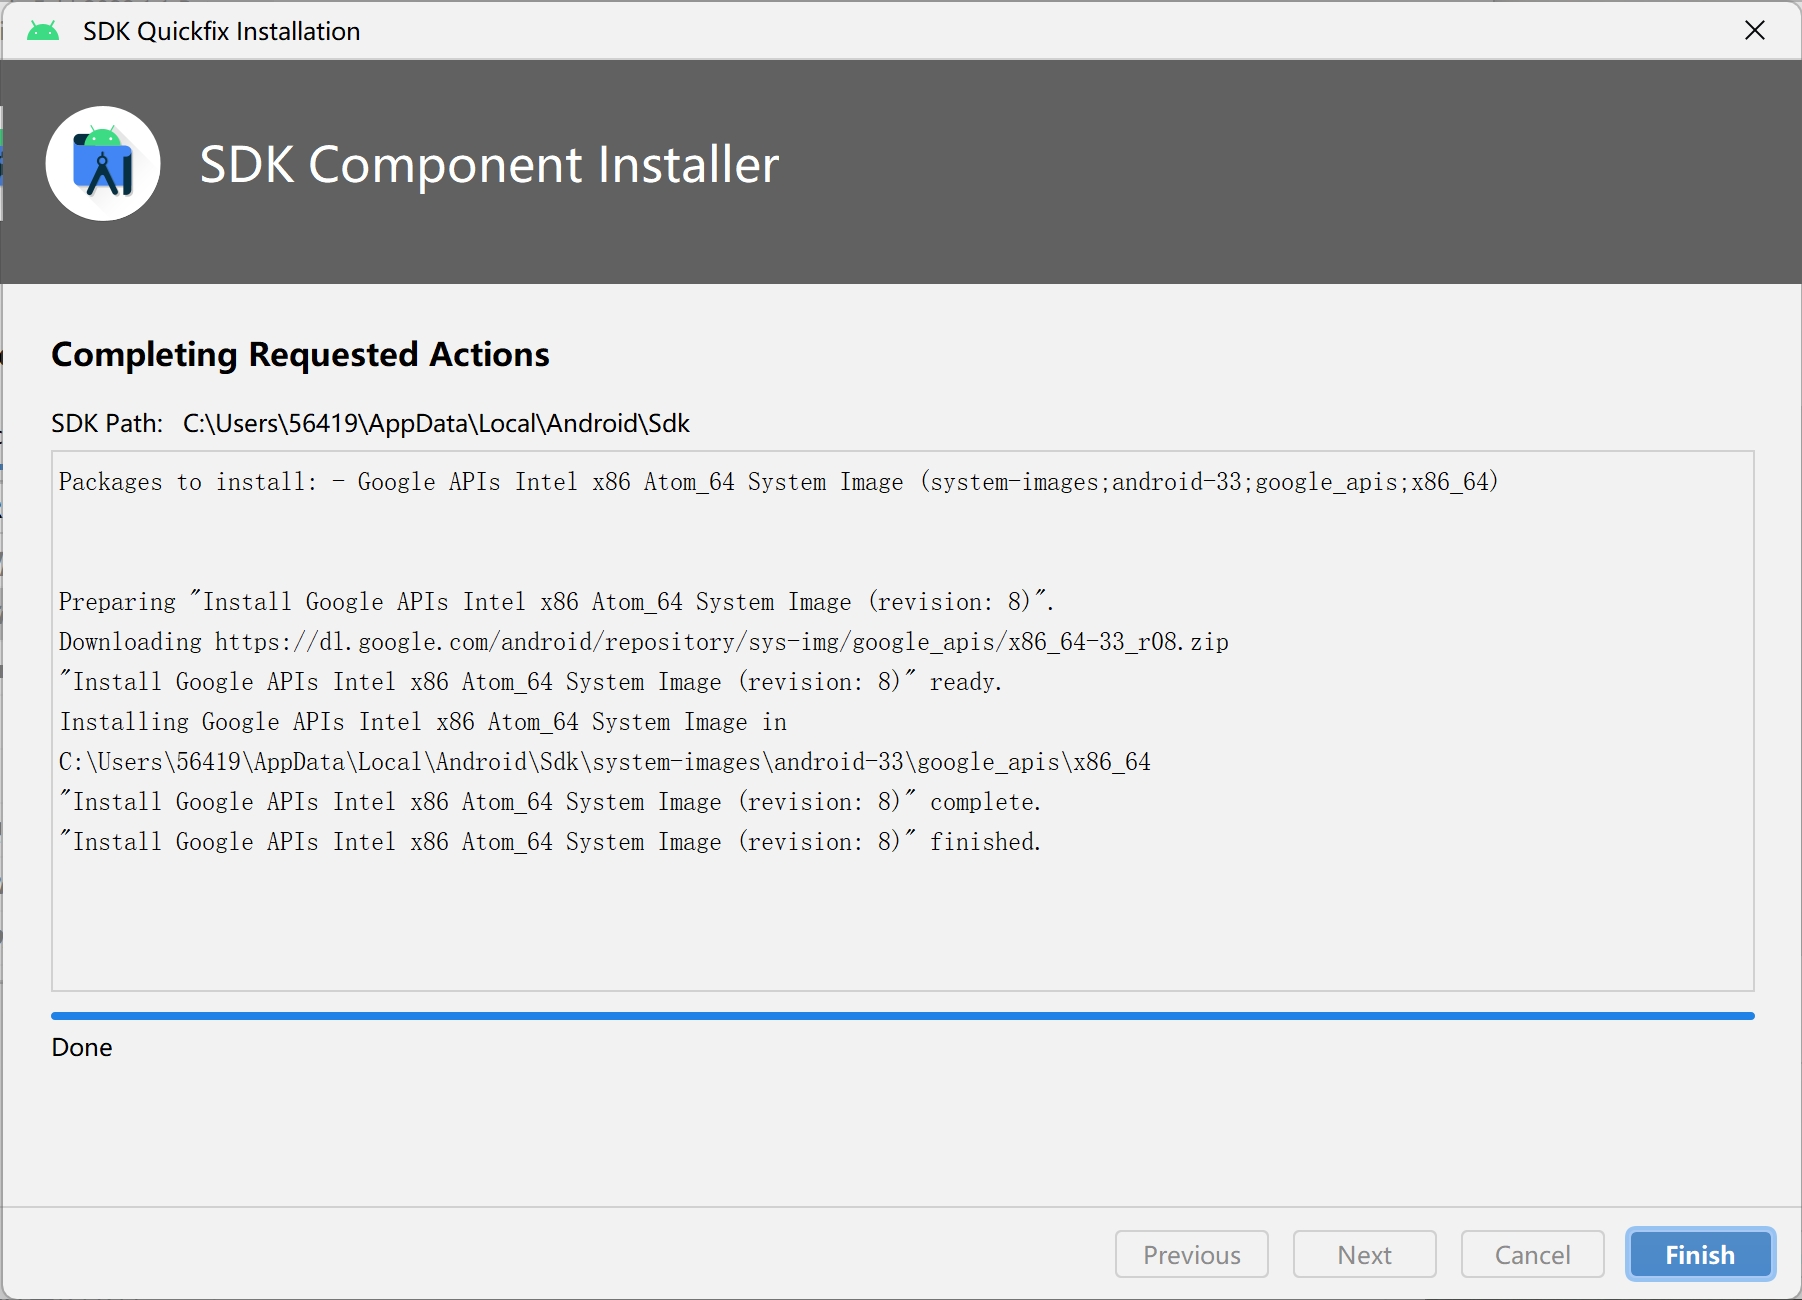 SDK Quickfix Installation
SDK Component Installer
Completing Requested Actions
SDK Path: C:\Users\56419\AppData\Local\Android\Sdk
Packages to install: - Google APIs Intel x86 Atom_64 System Image (system-images;android-33;google_apis;x86_64)
Preparing "Install Google APIs Intel x86 Atom_64 System Image (revision: 8)".
Downloading https://dl.google.com/android/repository/sys-img/google_apis/x86_64-33_r08.zip
"Install Google APIs Intel x86 Atom_64 System Image (revision: 8)" ready.
Installing Google APIs Intel x86 Atom_64 System Image in
C:\Users\56419\AppData\Local\Android\Sdk\system-images\android-33\google_apis\x86_64
"Install Google APIs Intel x86 Atom_64 System Image (revision: 8)" complete.
"Install Google APIs Intel x86 Atom_64 System Image (revision: 8)" finished.
Done
Previous Next Cancel Finish